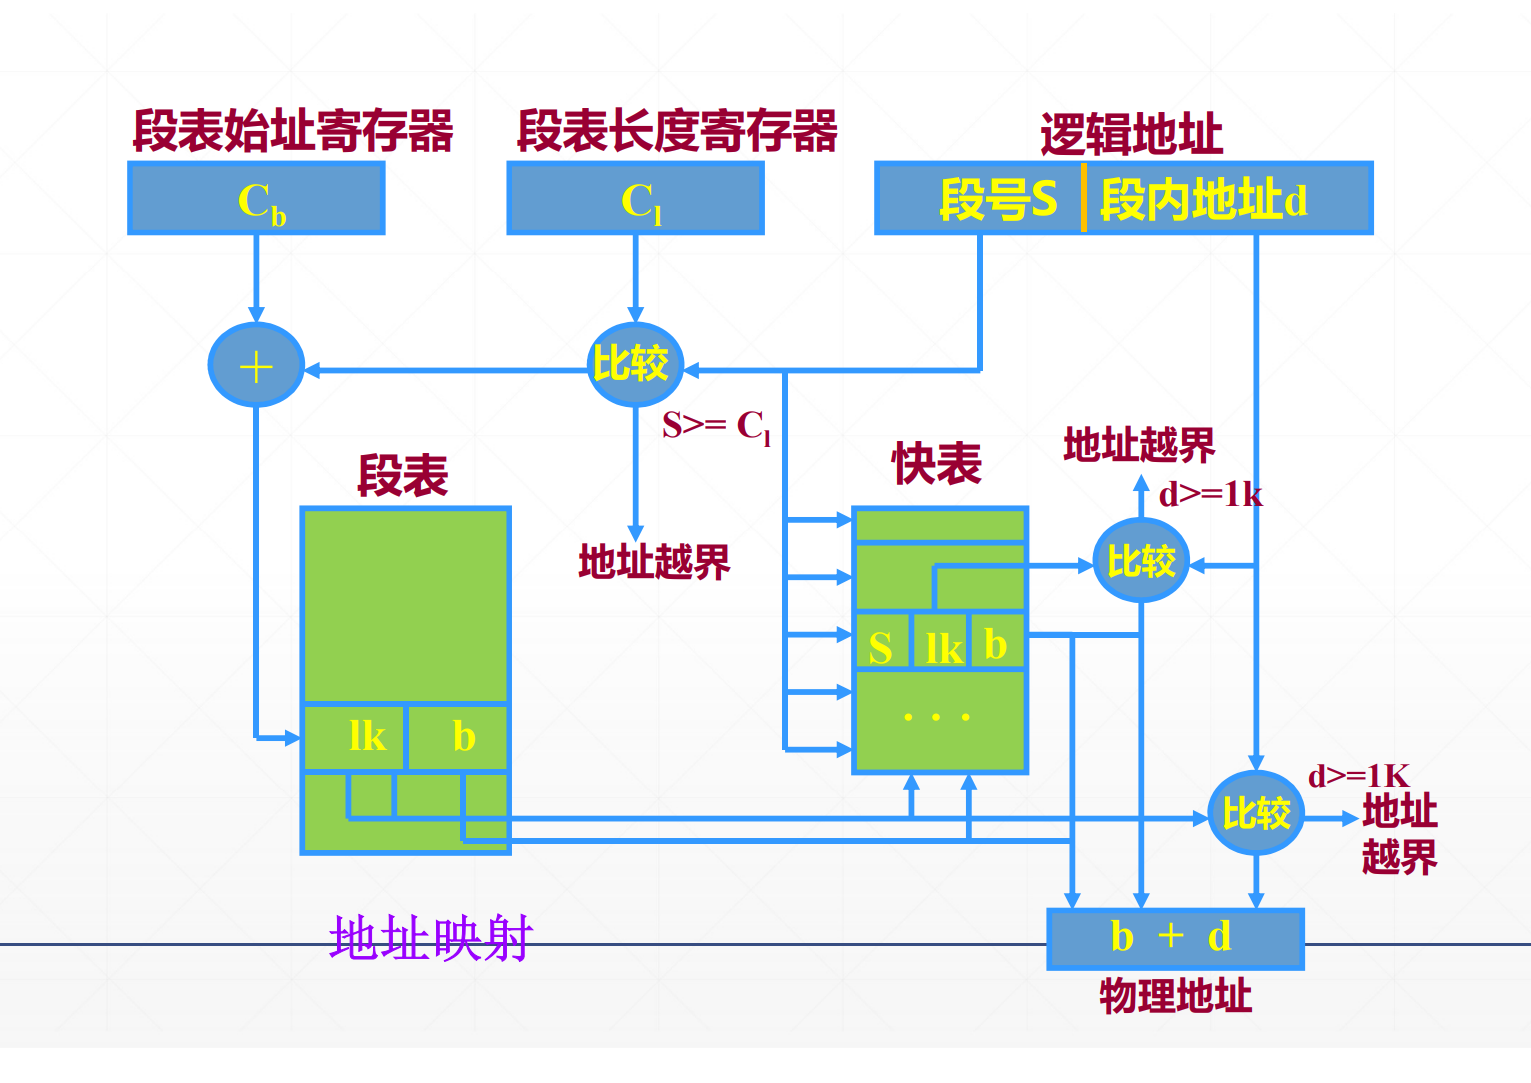 段表始址寄存器
段表长度寄存器
逻辑地址
Cb
Cl
段号S
段内地址d
+
比较
S>= Cl
地址越界
段表
快表
地址越界
d>=1k
比较
S
lk
b
. . .
lk
b
d>=1K
比较
地址
越界
b + d
地址映射
物理地址